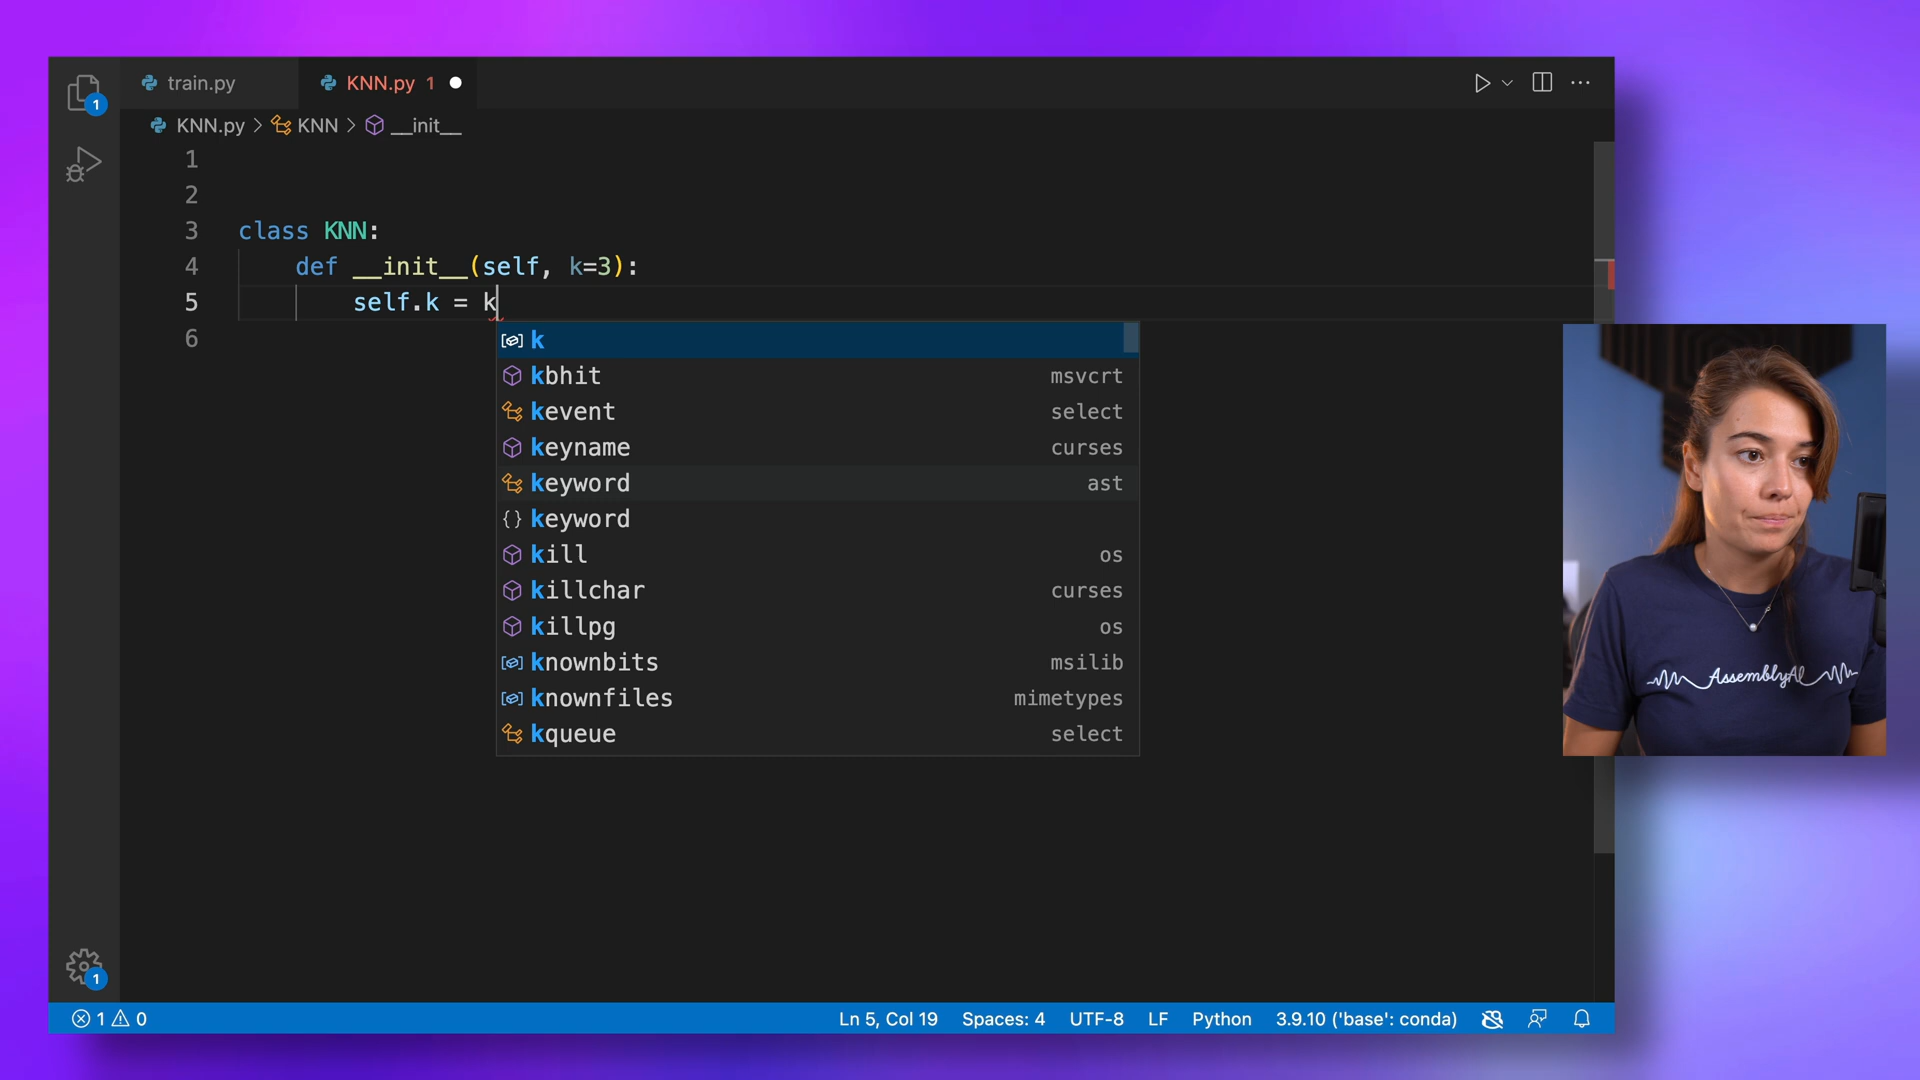 train.py
KNN.py 1
1
KNN.py > KNN > __init__
1
2
3 class KNN:
4 def __init__(self, k=3):
5 self.k = k
6
k
kbhit msvcrt
kevent select
keyname curses
keyword ast
{} keyword
kill os
killchar curses
killpg os
knownbits msilib
knownfiles mimetypes
kqueue select
AssemblyAI
1
1 0 Ln 5, Col 19 Spaces: 4 UTF-8 LF Python 3.9.10 ('base': conda)